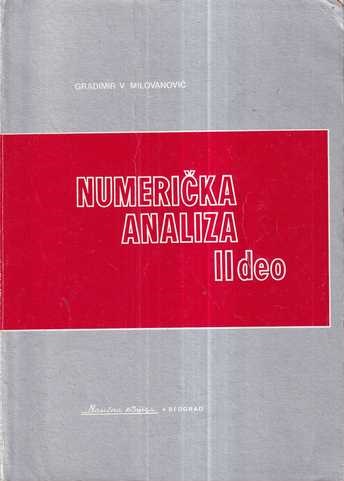 GRADIMIR V MILOVANOVIĆ
NUMERIČKA
ANALIZA
II deo
Naučna knjiga • BEOGRAD